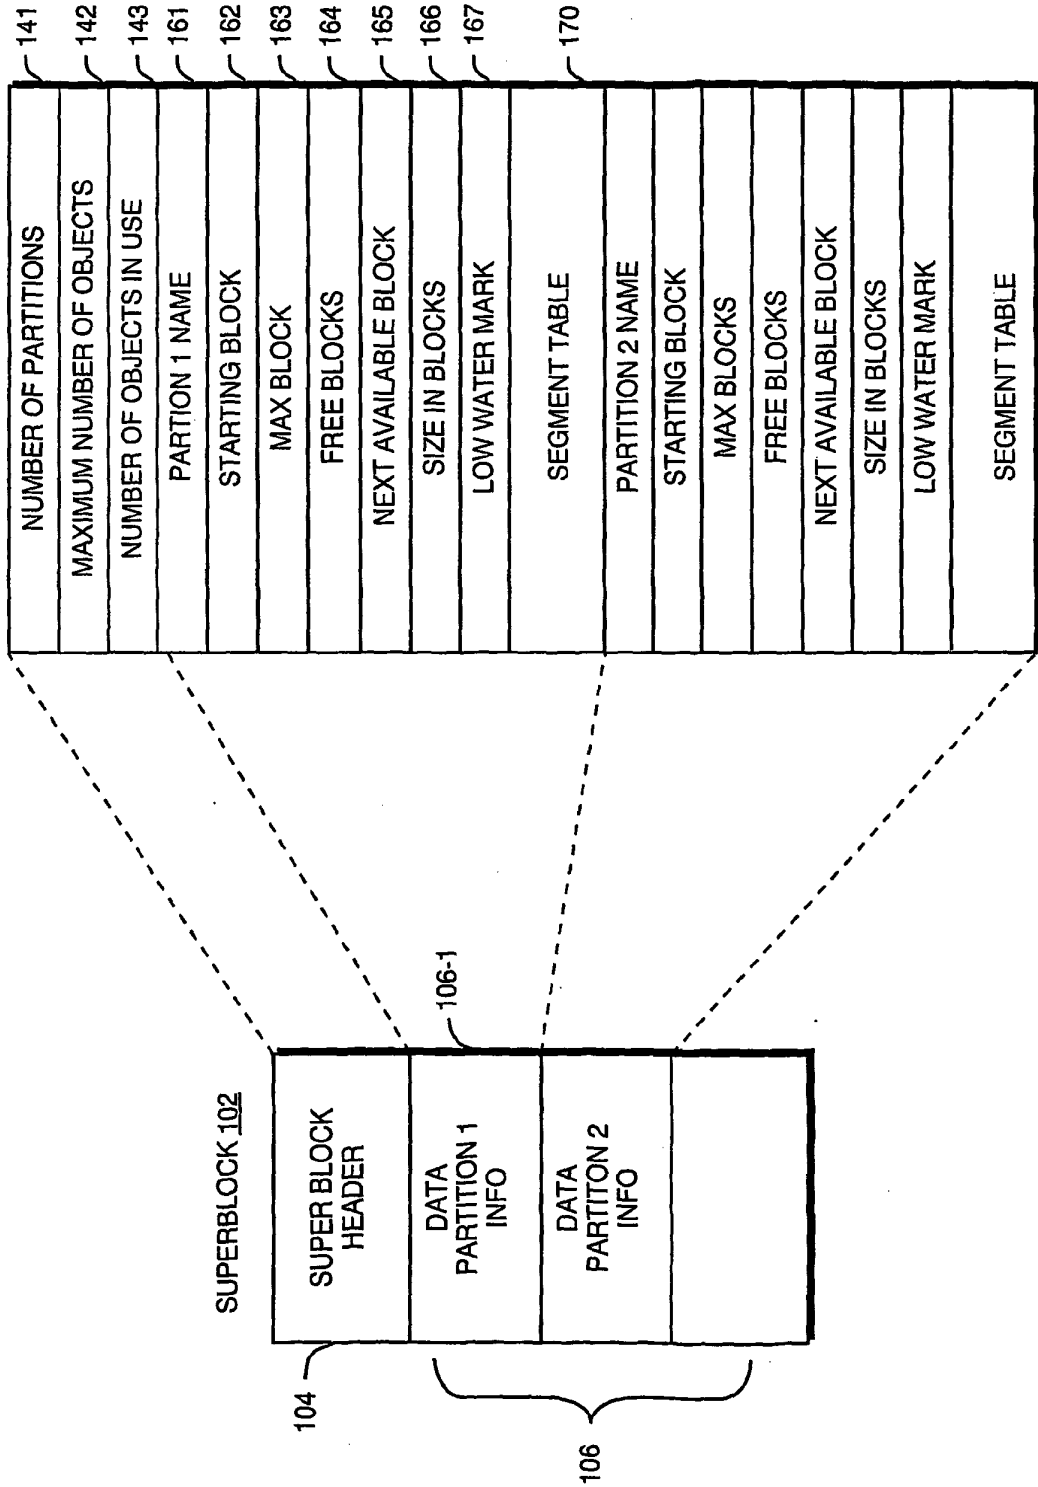 SUPERBLOCK 102
104
SUPER BLOCK
HEADER
DATA
PARTITION 1
INFO
106-1
DATA
PARTITON 2
INFO
106
NUMBER OF PARTITIONS
141
MAXIMUM NUMBER OF OBJECTS
142
NUMBER OF OBJECTS IN USE
143
PARTION 1 NAME
161
STARTING BLOCK
162
MAX BLOCK
163
FREE BLOCKS
164
NEXT AVAILABLE BLOCK
165
SIZE IN BLOCKS
166
LOW WATER MARK
167
SEGMENT TABLE
170
PARTITION 2 NAME
STARTING BLOCK
MAX BLOCKS
FREE BLOCKS
NEXT AVAILABLE BLOCK
SIZE IN BLOCKS
LOW WATER MARK
SEGMENT TABLE